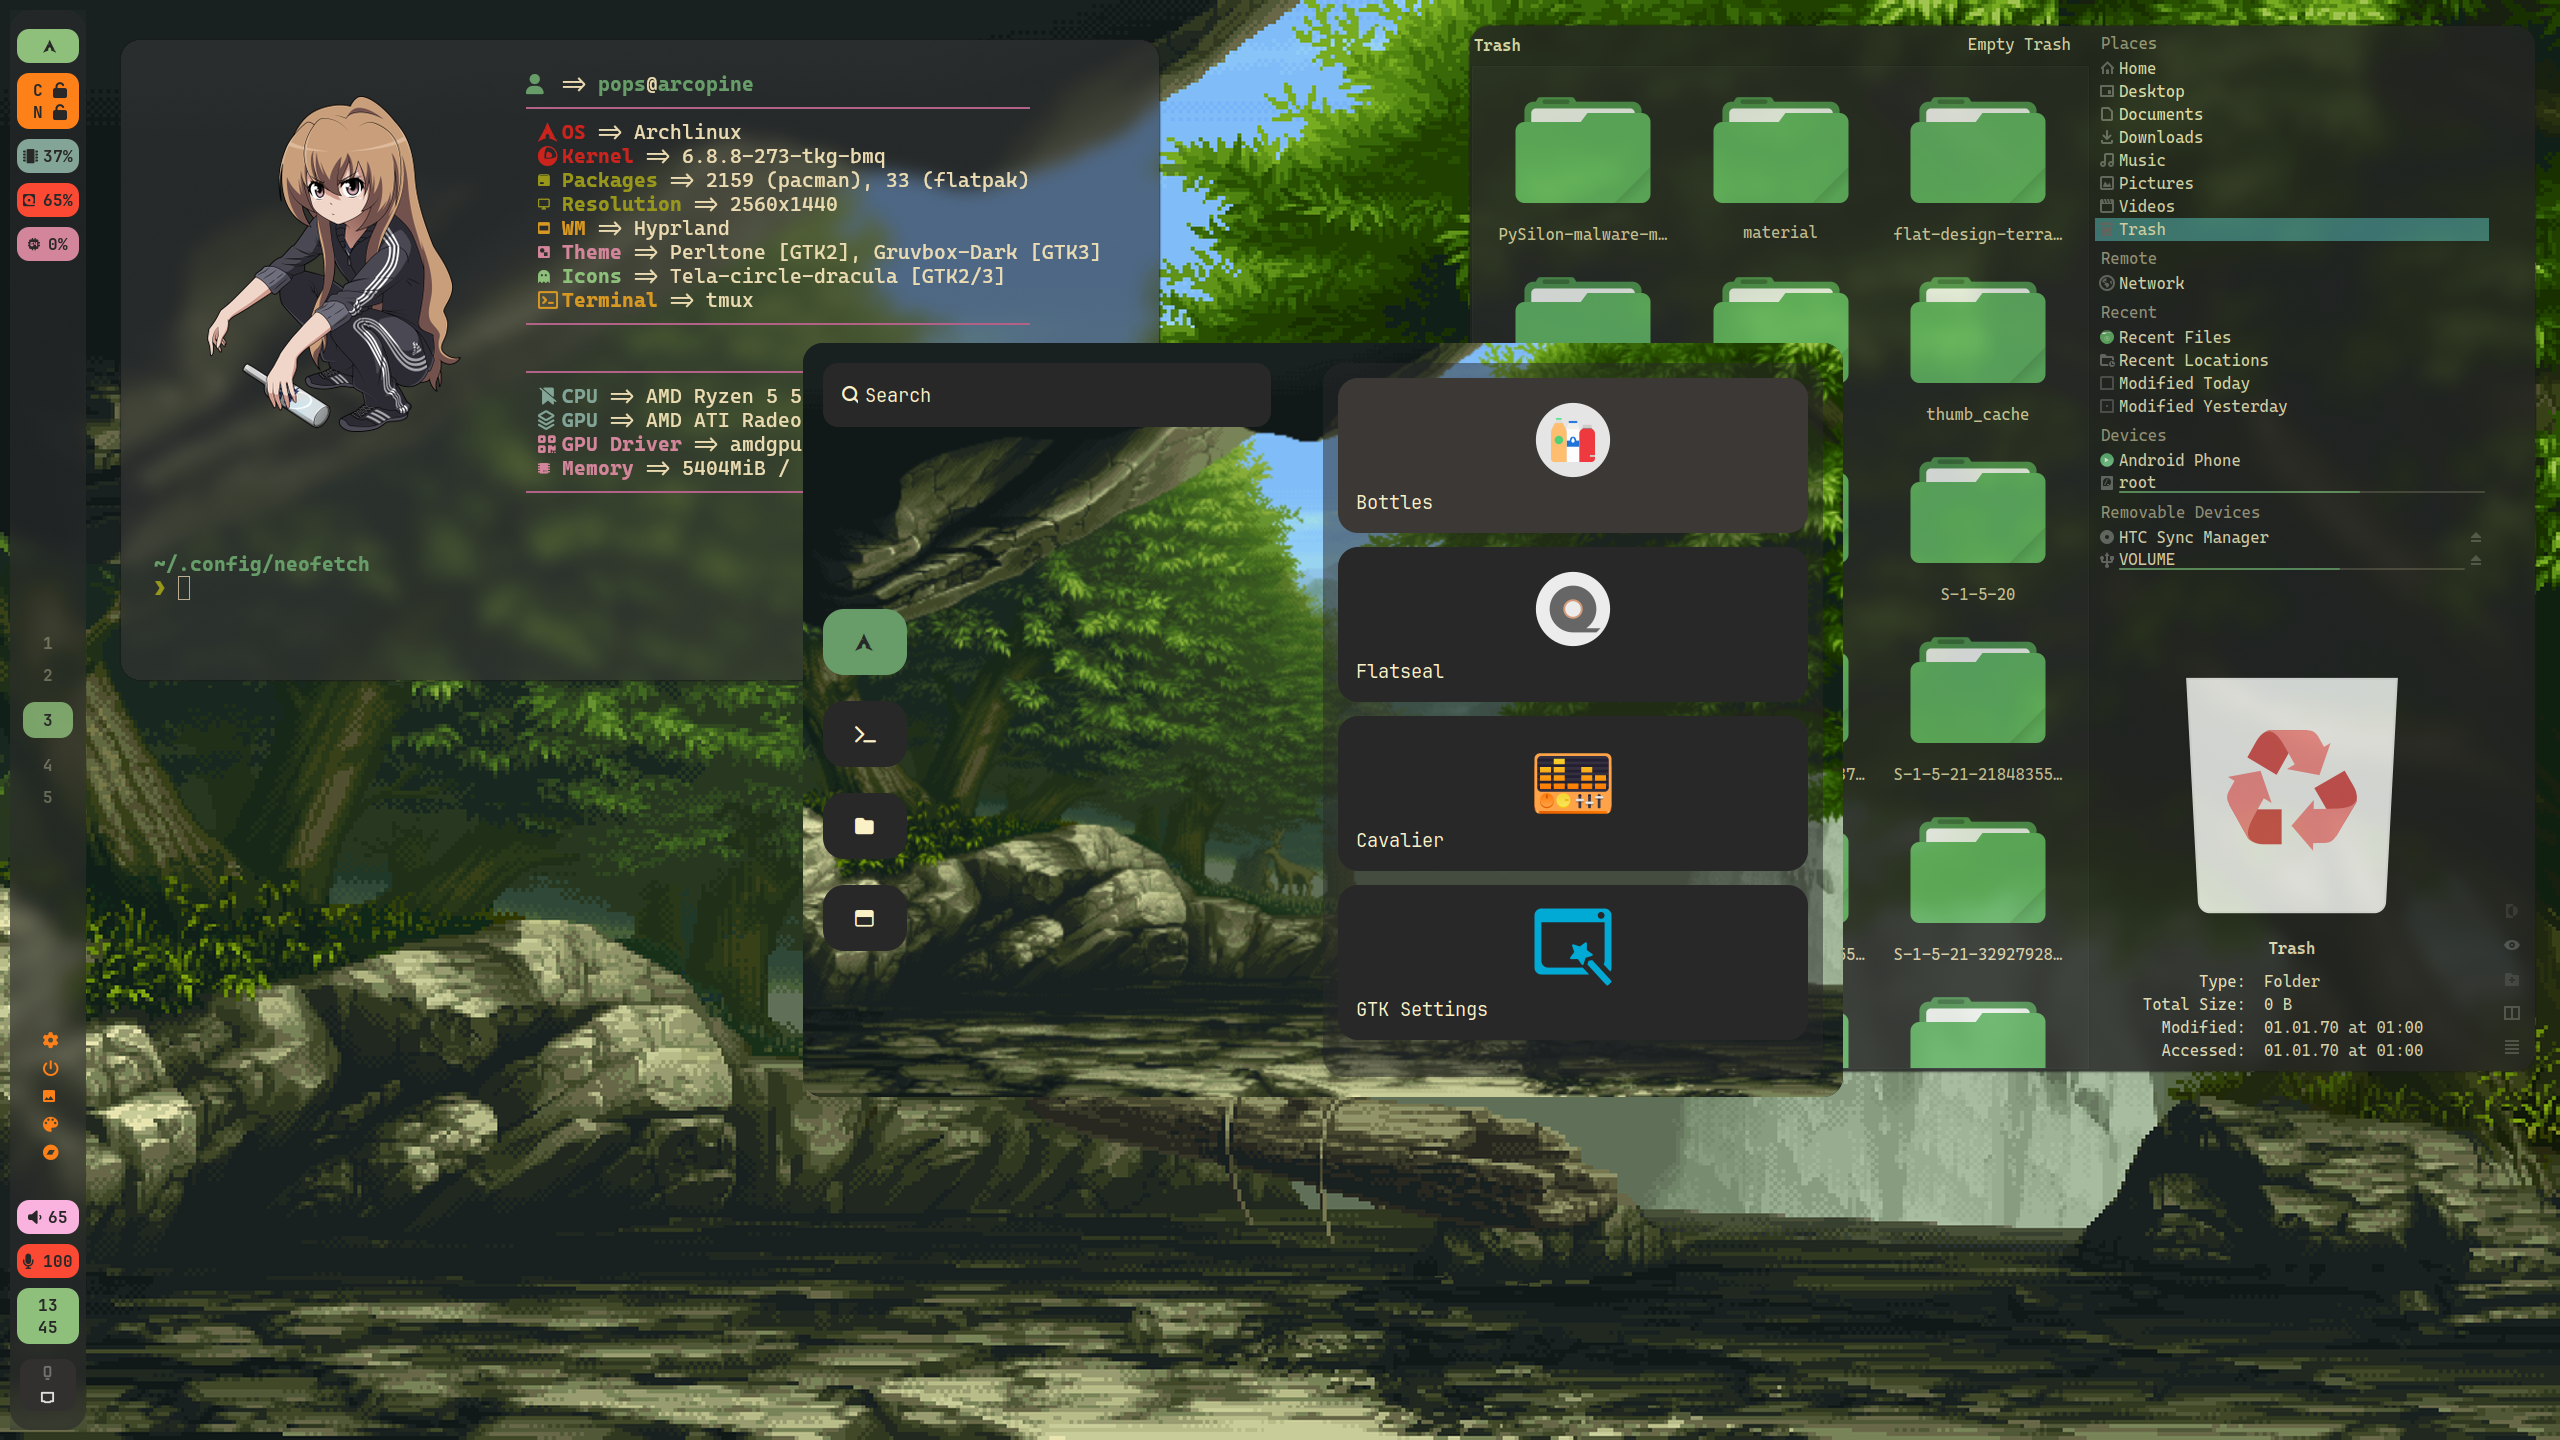 C
N
37%
65%
0%
1
2
3
4
5
65
100
13
45
=> pops@arcopine
OS => Archlinux
Kernel => 6.8.8-273-tkg-bmq
Packages => 2159 (pacman), 33 (flatpak)
Resolution => 2560x1440
WM => Hyprland
Theme => Perltone [GTK2], Gruvbox-Dark [GTK3]
Icons => Tela-circle-dracula [GTK2/3]
Terminal => tmux
CPU => AMD Ryzen 5 5
GPU => AMD ATI Radeo
GPU Driver => amdgpu
Memory => 5404MiB /
~/.config/neofetch
❯
Search
Bottles
Flatseal
Cavalier
GTK Settings
Trash
Empty Trash
PySilon-malware-m…
material
flat-design-terra…
thumb_cache
S-1-5-20
37…
S-1-5-21-21848355…
55…
S-1-5-21-32927928…
Places
Home
Desktop
Documents
Downloads
Music
Pictures
Videos
Trash
Remote
Network
Recent
Recent Files
Recent Locations
Modified Today
Modified Yesterday
Devices
Android Phone
root
Removable Devices
HTC Sync Manager
VOLUME
Trash
Type: Folder
Total Size: 0 B
Modified: 01.01.70 at 01:00
Accessed: 01.01.70 at 01:00